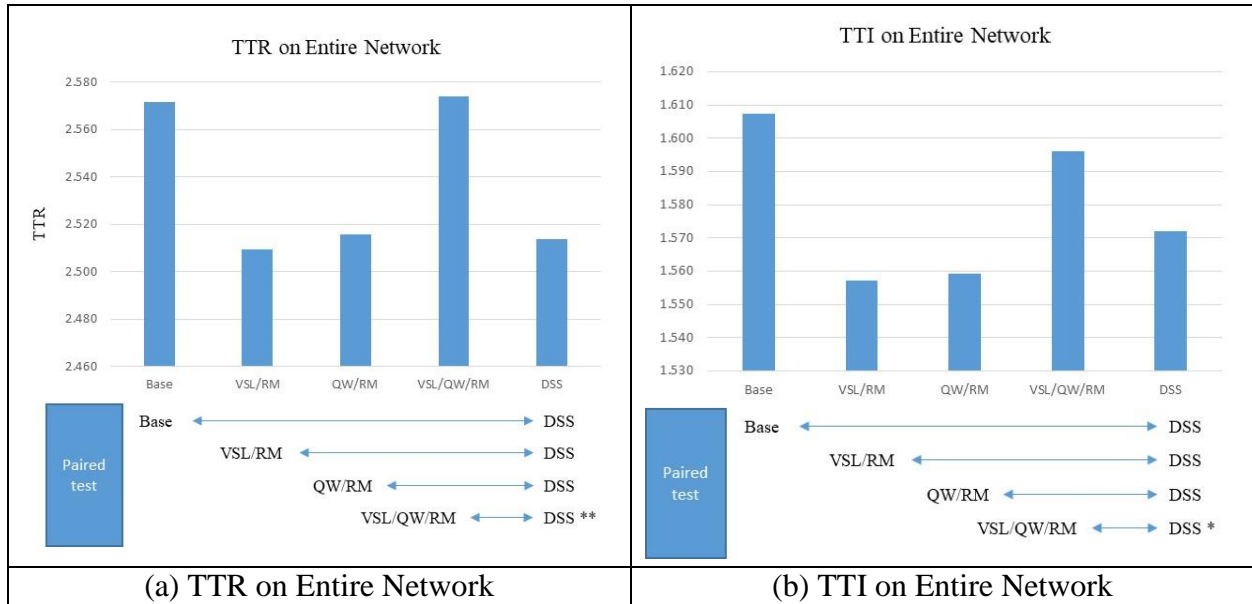 TTR on Entire Network
2.580
2.560
2.540
2.520
2.500
2.480
2.460
TTR
Base VSL/RM QW/RM VSL/QW/RM DSS
Paired
test
Base DSS
VSL/RM DSS
QW/RM DSS
VSL/QW/RM DSS **
(a) TTR on Entire Network
TTI on Entire Network
1.620
1.610
1.600
1.590
1.580
1.570
1.560
1.550
1.540
1.530
Base VSL/RM QW/RM VSL/QW/RM DSS
Paired
test
Base DSS
VSL/RM DSS
QW/RM DSS
VSL/QW/RM DSS *
(b) TTI on Entire Network